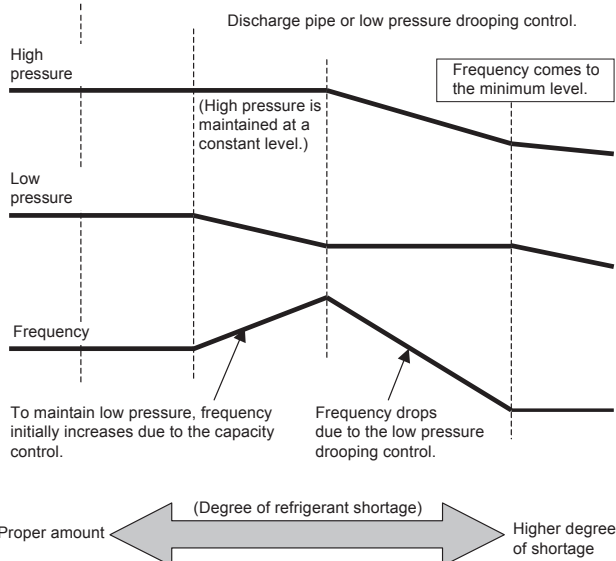 Discharge pipe or low pressure drooping control.
High
pressure
Frequency comes to
the minimum level.
(High pressure is
maintained at a
constant level.)
Low
pressure
Frequency
To maintain low pressure, frequency
initially increases due to the capacity
control.
Frequency drops
due to the low pressure
drooping control.
(Degree of refrigerant shortage)
Proper amount
Higher degree
of shortage